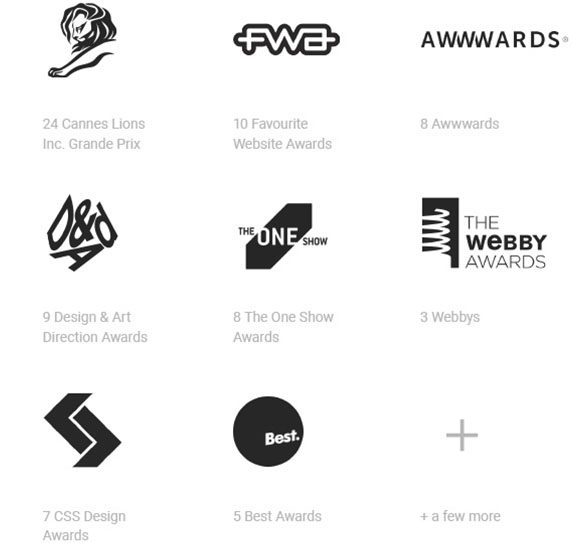 FWA
AWWWARDS®
24 Cannes Lions
Inc. Grande Prix
10 Favourite
Website Awards
8 Awwwards
D&d
A
THE ONE SHOW
THE
WeBBY
AWARDS
9 Design & Art
Direction Awards
8 The One Show
Awards
3 Webbys
Best.
7 CSS Design
Awards
5 Best Awards
+ a few more